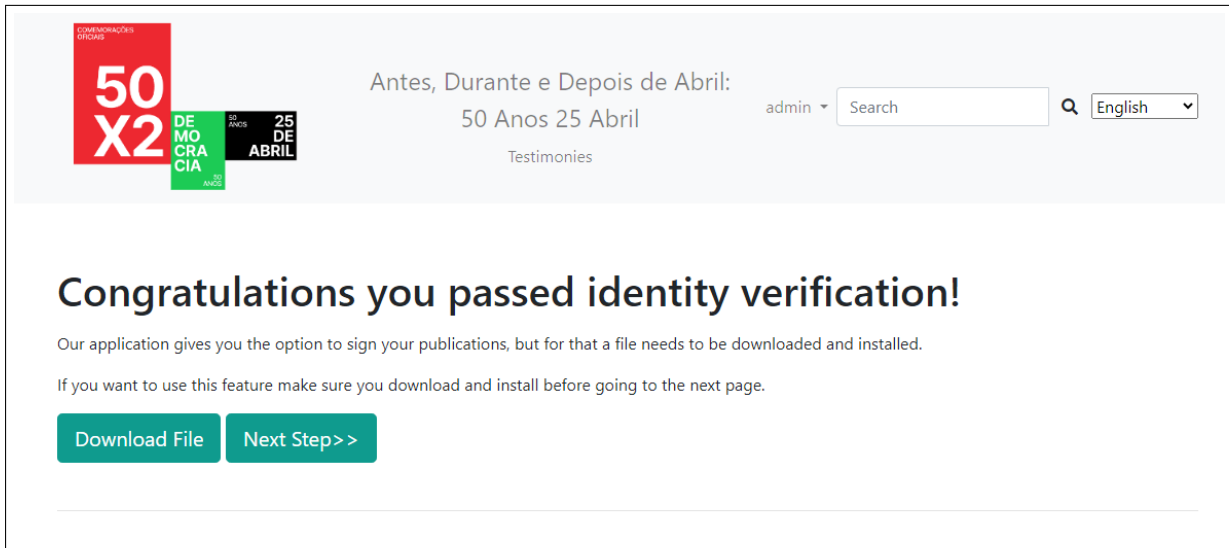 COMEMORAÇÕES
OFICIAIS
50
X2
DE
MO
CRA
CIA
50
ANOS
50
ANOS
25
DE
ABRIL
Antes, Durante e Depois de Abril:
50 Anos 25 Abril
Testimonies
admin
Search
English
Congratulations you passed identity verification!
Our application gives you the option to sign your publications, but for that a file needs to be downloaded and installed.
If you want to use this feature make sure you download and install before going to the next page.
Download File
Next Step>>